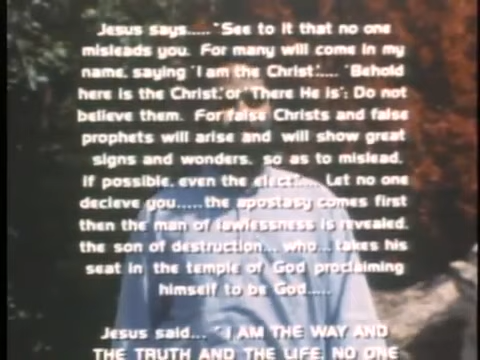 Jesus says....."See to it that no one
misleads you. For many will come in my
name, saying 'I am the Christ'.... 'Behold
here is the Christ,'or'There He is'; Do not
believe them. For false Christs and false
prophets will arise and will show great
signs and wonders, so as to mislead,
if possible, even the elect".... Let no one
decieve you.....the apostasy comes first
then the man of lawlessness is revealed,
the son of destruction... who... takes his
seat in the temple of God proclaiming
himself to be God.....
Jesus said... "I AM THE WAY AND
THE TRUTH AND THE LIFE, NO ONE